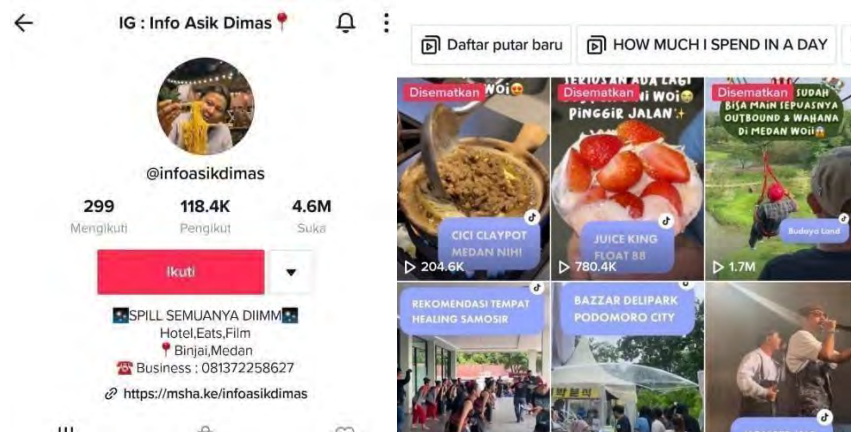 IG : Info Asik Dimas
@infoasikdimas
299
118.4K
4.6M
Mengikuti
Pengikut
Suka
Ikuti
SPILL SEMUANYA DIIMM
Hotel,Eats,Film
Binjai,Medan
Business : 081372258627
https://msha.ke/infoasikdimas
Daftar putar baru
HOW MUCH I SPEND IN A DAY
Disematkan
WOi
CICI CLAYPOT
MEDAN NIH!
204.6K
Disematkan
SERIUSAN ADA LAGI
Ni WOi
PiNGGiR JALAN
JUICE KING
FLOAT 88
780.4K
Disematkan
SUDAH
BiSA MAiN SEPUASNYA
OUTBOUND & WAHANA
Di MEDAN WOii
Budaya Land
1.7M
REKOMENDASI TEMPAT
HEALING SAMOSIR
BAZZAR DELIPARK
PODOMORO CITY